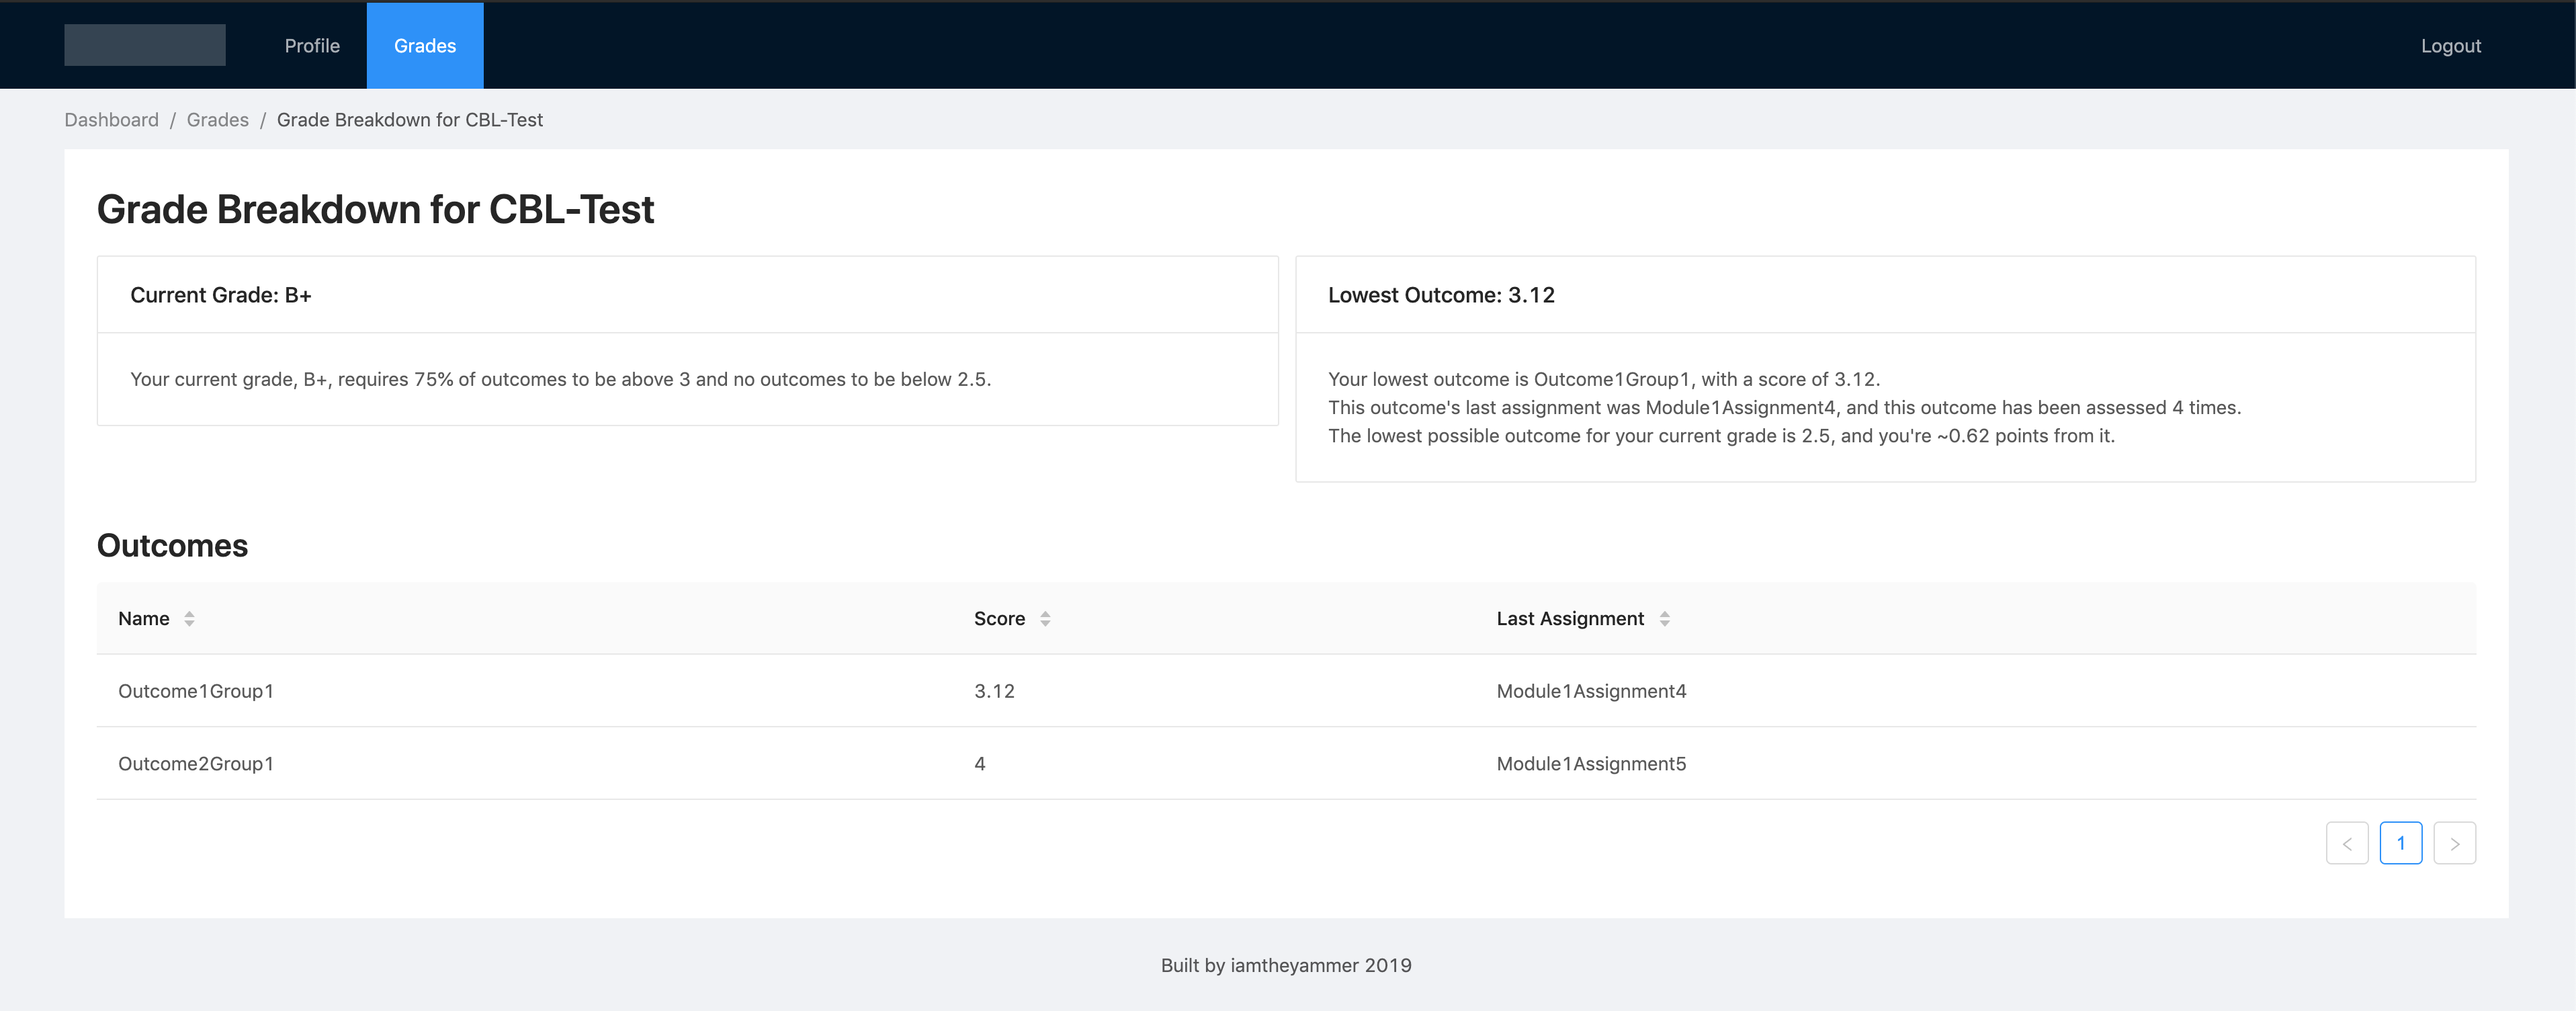 Profile
Grades
Logout
Dashboard / Grades / Grade Breakdown for CBL-Test
Grade Breakdown for CBL-Test
Current Grade: B+
Your current grade, B+, requires 75% of outcomes to be above 3 and no outcomes to be below 2.5.
Lowest Outcome: 3.12
Your lowest outcome is Outcome1Group1, with a score of 3.12.
This outcome's last assignment was Module1Assignment4, and this outcome has been assessed 4 times.
The lowest possible outcome for your current grade is 2.5, and you're ~0.62 points from it.
Outcomes
Name Score Last Assignment
Outcome1Group1 3.12 Module1Assignment4
Outcome2Group1 4 Module1Assignment5
< 1 >
Built by iamtheyammer 2019